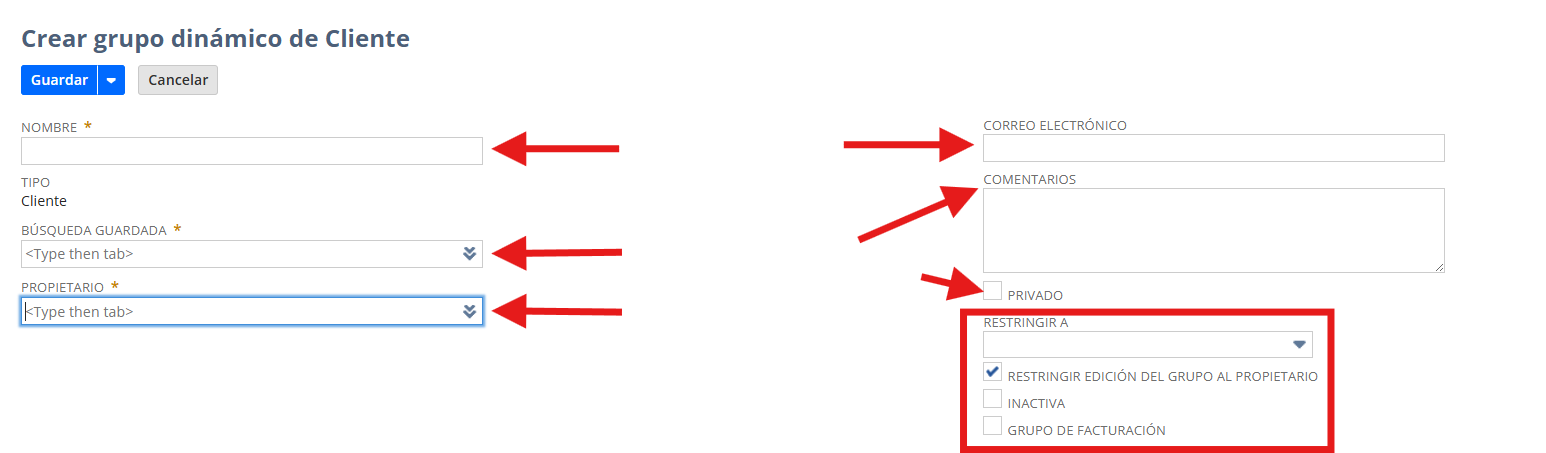 Crear grupo dinámico de Cliente
Guardar
Cancelar
NOMBRE *
TIPO
Cliente
BÚSQUEDA GUARDADA *
<Type then tab>
PROPIETARIO *
<Type then tab>
CORREO ELECTRÓNICO
COMENTARIOS
PRIVADO
RESTRINGIR A
RESTRINGIR EDICIÓN DEL GRUPO AL PROPIETARIO
INACTIVA
GRUPO DE FACTURACIÓN